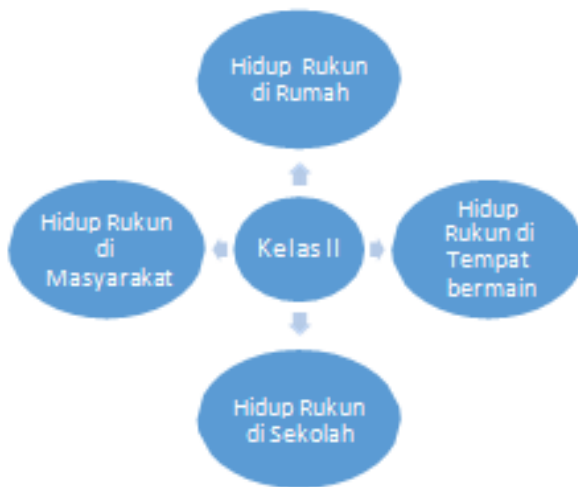 Hidup Rukun
di Rumah
Hidup Rukun
di
Masyarakat
Kelas II
Hidup
Rukun di
Tempat
bermain
Hidup Rukun
di Sekolah